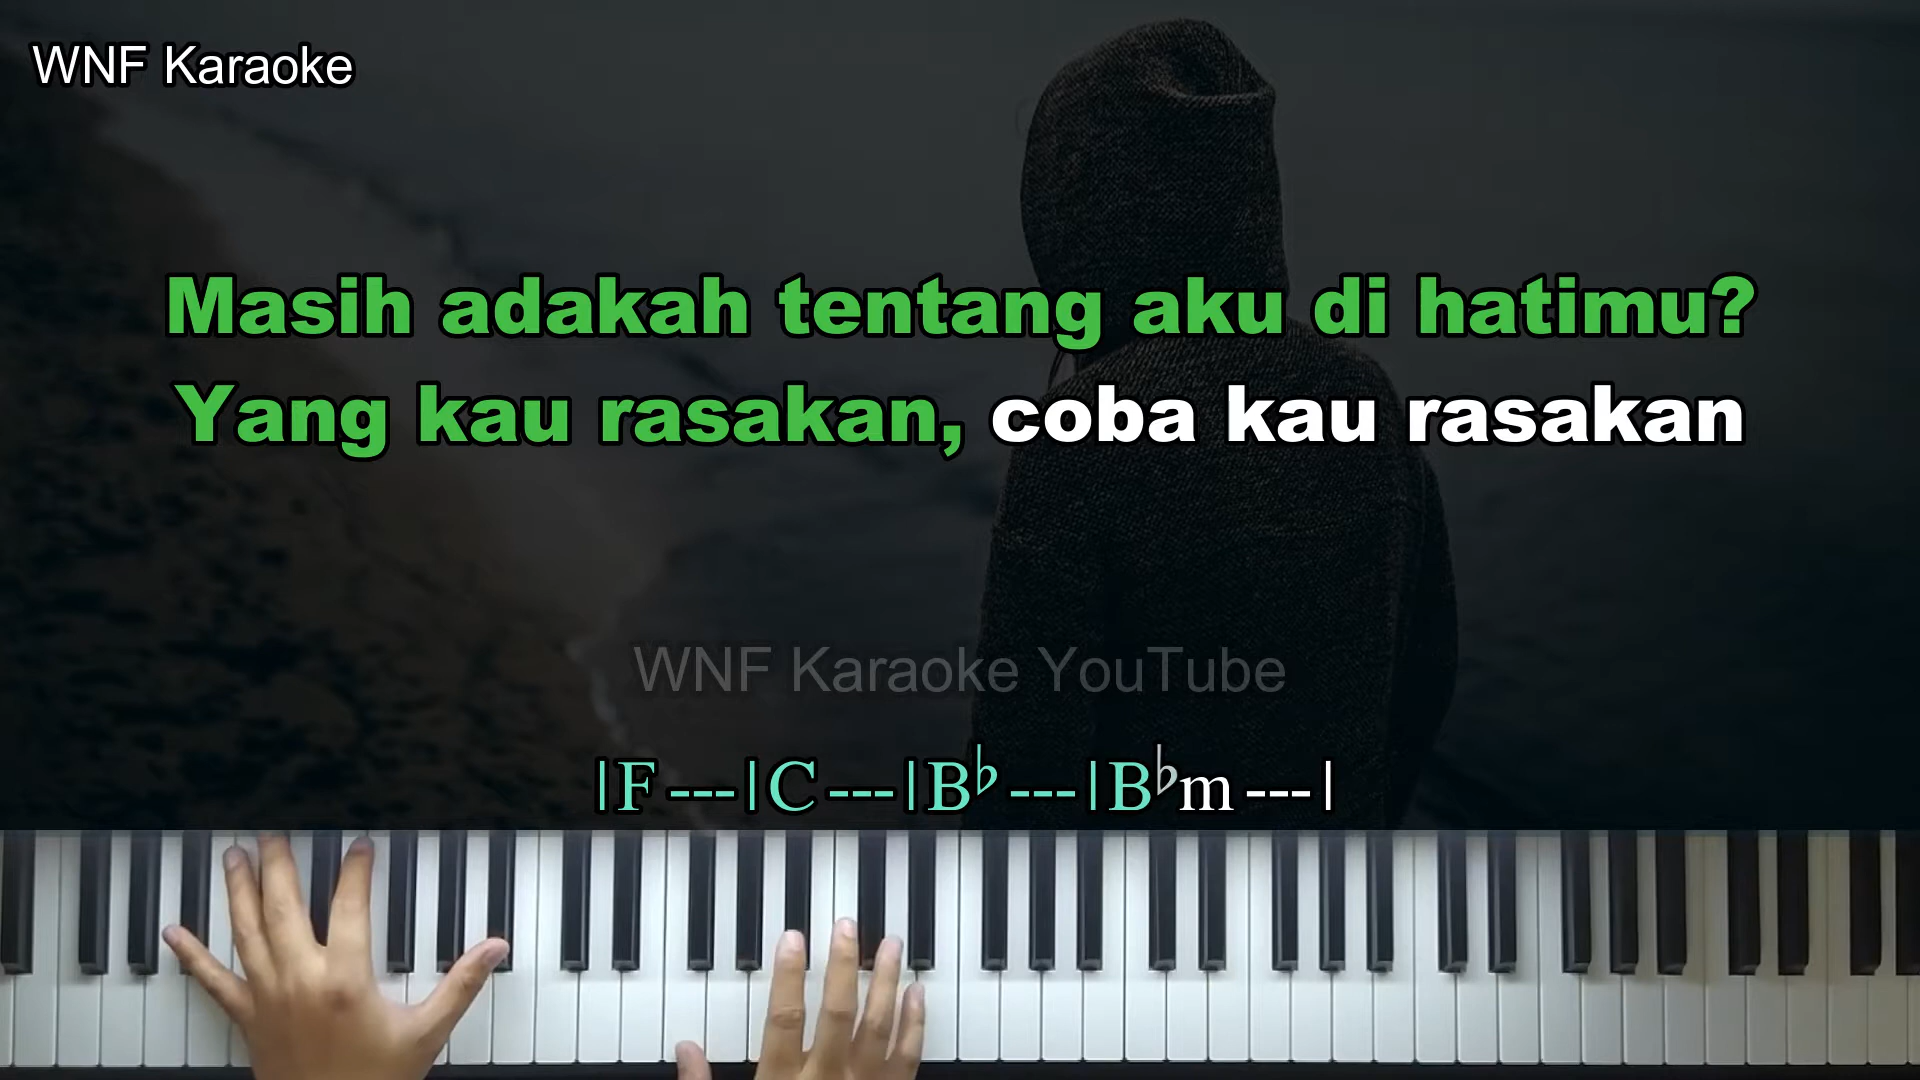 WNF Karaoke
Masih adakah tentang aku di hatimu?
Yang kau rasakan, coba kau rasakan
WNF Karaoke YouTube
|F ---|C ---|B♭ ---|B♭m ---|